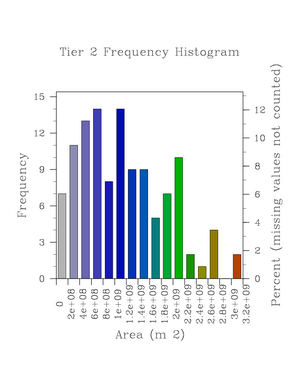 Tier 2 Frequency Histogram
Frequency
15
12
9
6
3
0
12
10
8
6
4
2
0
Percent (missing values not counted)
0
2e+08
4e+08
6e+08
8e+08
1e+09
1.2e+09
1.4e+09
1.6e+09
1.8e+09
2e+09
2.2e+09
2.4e+09
2.6e+09
2.8e+09
3e+09
3.2e+09
Area (m 2)